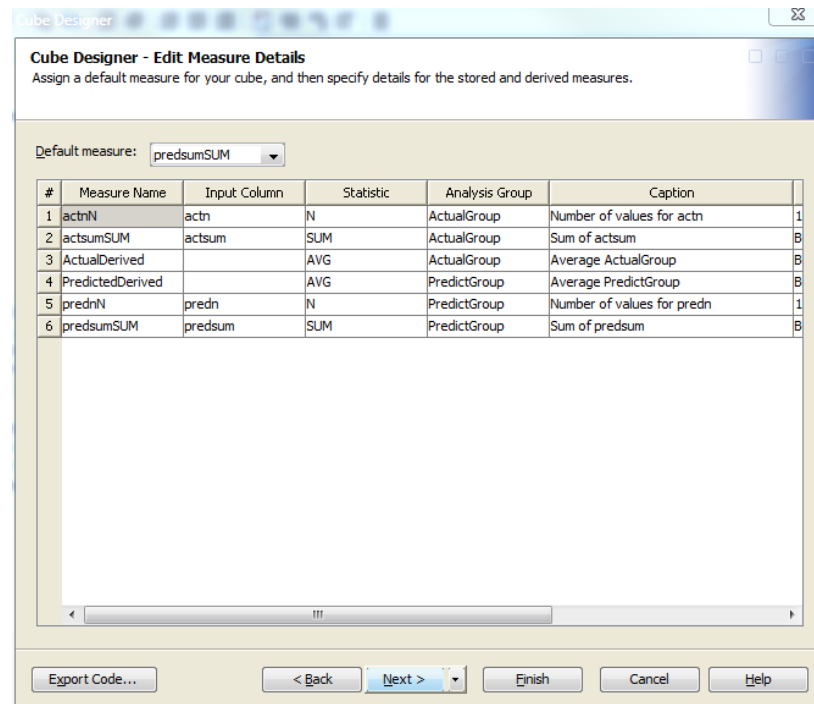 Cube Designer
Cube Designer - Edit Measure Details
Assign a default measure for your cube, and then specify details for the stored and derived measures.
Default measure: predsumSUM
# Measure Name Input Column Statistic Analysis Group Caption
1 actnN actn N ActualGroup Number of values for actn 1
2 actsumSUM actsum SUM ActualGroup Sum of actsum B
3 ActualDerived AVG ActualGroup Average ActualGroup B
4 PredictedDerived AVG PredictGroup Average PredictGroup B
5 prednN predn N PredictGroup Number of values for predn 1
6 predsumSUM predsum SUM PredictGroup Sum of predsum B
Export Code... < Back Next > Finish Cancel Help